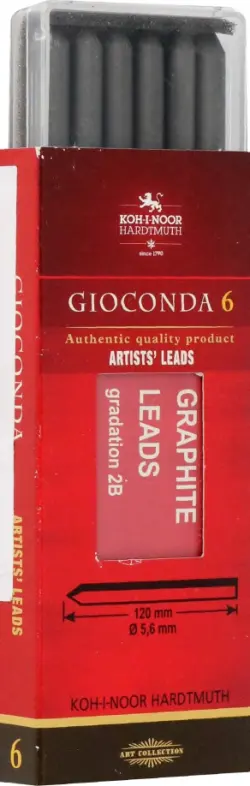 KOH-I-NOOR
HARDTMUTH
since 1790
GIOCONDA 6
Authentic quality product
ARTISTS' LEADS
GRAPHITE
LEADS
gradation 2B
120 mm
Ø 5,6 mm
KOH-I-NOOR HARDTMUTH
ART COLLECTION
GIOCONDA
ARTISTS' LEADS
6